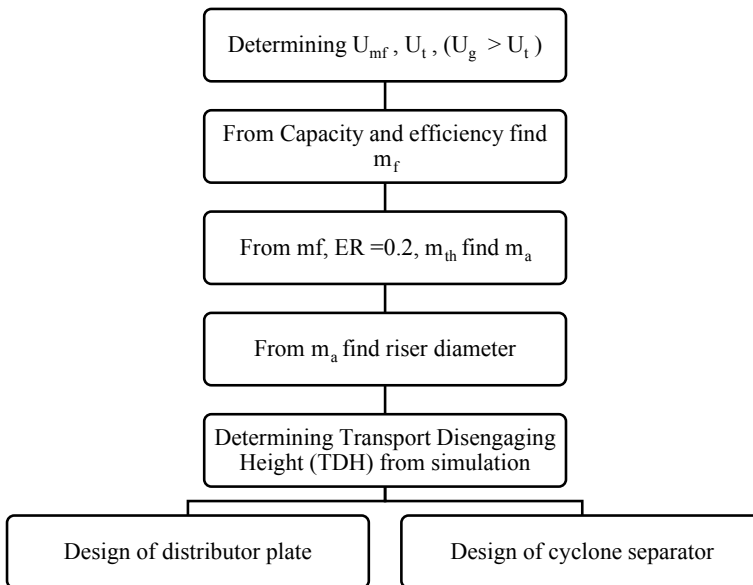 Determining U_mf , U_t , (U_g > U_t )
From Capacity and efficiency find
m_f
From mf, ER =0.2, m_th find m_a
From m_a find riser diameter
Determining Transport Disengaging
Height (TDH) from simulation
Design of distributor plate
Design of cyclone separator